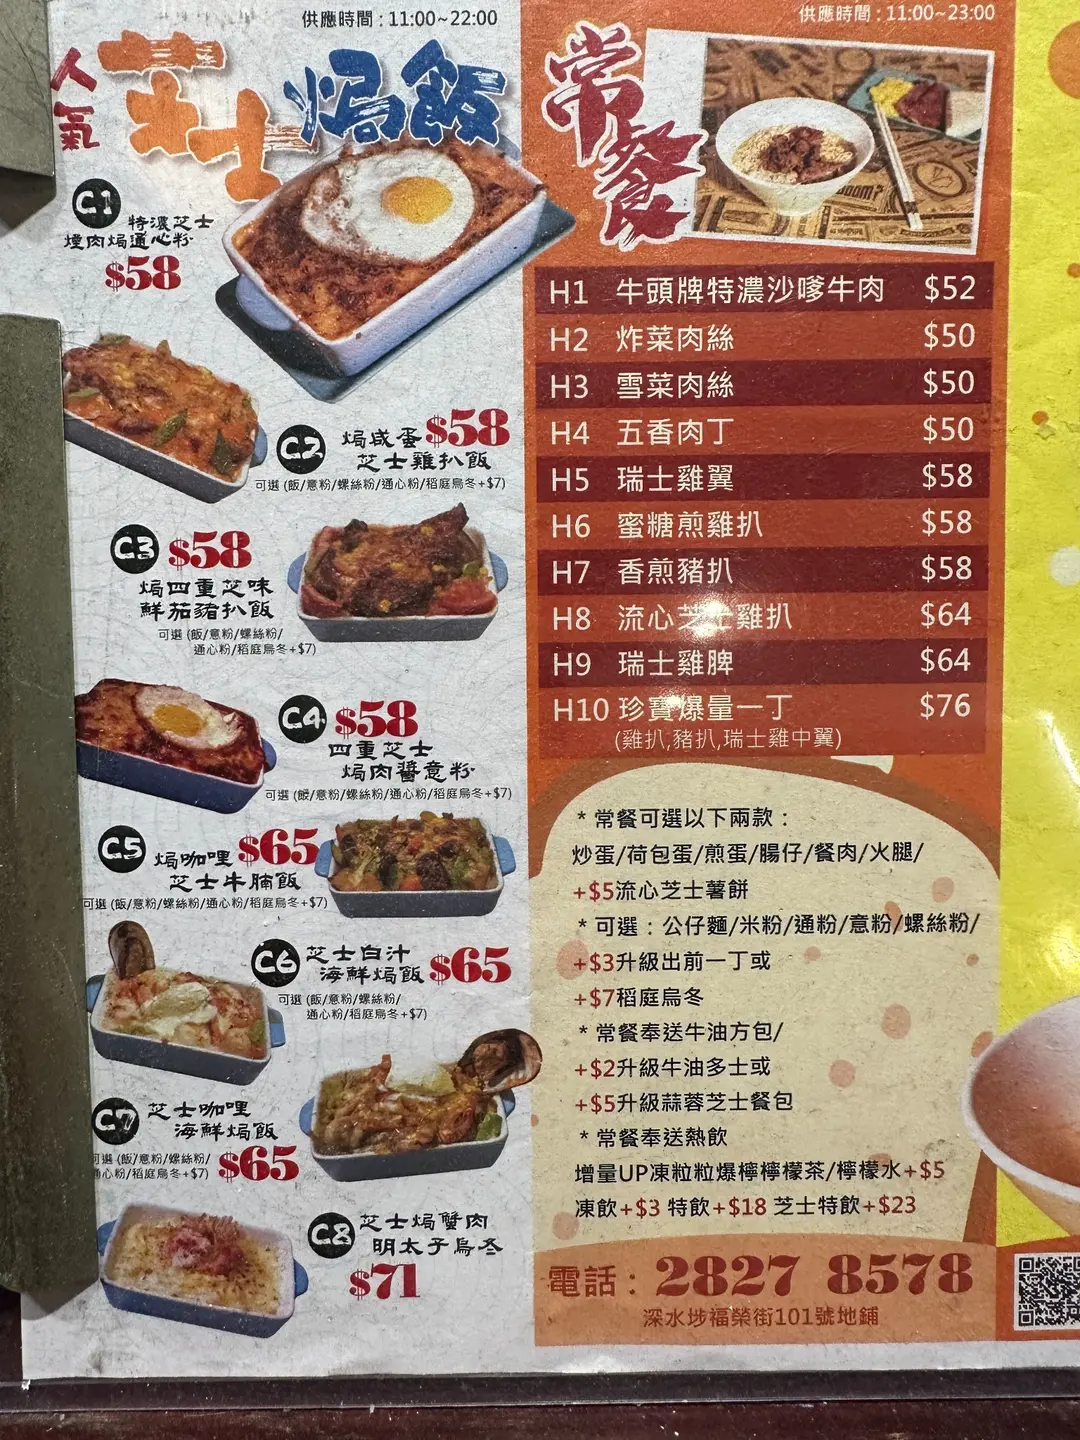 供應時間：11:00~22:00
人氣
芝士焗飯
C1 特濃芝士
燻肉焗通心粉
$58
C2 焗咸蛋 $58
芝士雞扒飯
可選 (飯/意粉/螺絲粉/通心粉/稻庭烏冬+$7)
C3 $58
焗四重芝味
鮮茄豬扒飯
可選 (飯/意粉/螺絲粉/
通心粉/稻庭烏冬+$7)
C4 $58
四重芝士
焗肉醬意粉
可選 (飯/意粉/螺絲粉/通心粉/稻庭烏冬+$7)
C5 焗咖哩 $65
芝士牛腩飯
可選 (飯/意粉/螺絲粉/通心粉/稻庭烏冬+$7)
C6 芝士白汁
海鮮焗飯 $65
可選 (飯/意粉/螺絲粉/
通心粉/稻庭烏冬+$7)
C7 芝士咖哩
海鮮焗飯
可選 (飯/意粉/螺絲粉/
通心粉/稻庭烏冬+$7) $65
C8 芝士焗蟹肉
明太子烏冬
$71
供應時間：11:00~23:00
常餐
H1 牛頭牌特濃沙嗲牛肉 $52
H2 炸菜肉絲 $50
H3 雪菜肉絲 $50
H4 五香肉丁 $50
H5 瑞士雞翼 $58
H6 蜜糖煎雞扒 $58
H7 香煎豬扒 $58
H8 流心芝士雞扒 $64
H9 瑞士雞脾 $64
H10 珍寶爆量一丁 $76
(雞扒,豬扒,瑞士雞中翼)
*常餐可選以下兩款：
炒蛋/荷包蛋/煎蛋/腸仔/餐肉/火腿/
+$5流心芝士薯餅
*可選：公仔麵/米粉/通粉/意粉/螺絲粉/
+$3升級出前一丁或
+$7稻庭烏冬
*常餐奉送牛油方包/
+$2升級牛油多士或
+$5升級蒜蓉芝士餐包
*常餐奉送熱飲
增量UP凍粒粒爆檸檸檬茶/檸檬水+$5
凍飲+$3 特飲+$18 芝士特飲+$23
電話：2827 8578
深水埗福榮街101號地鋪